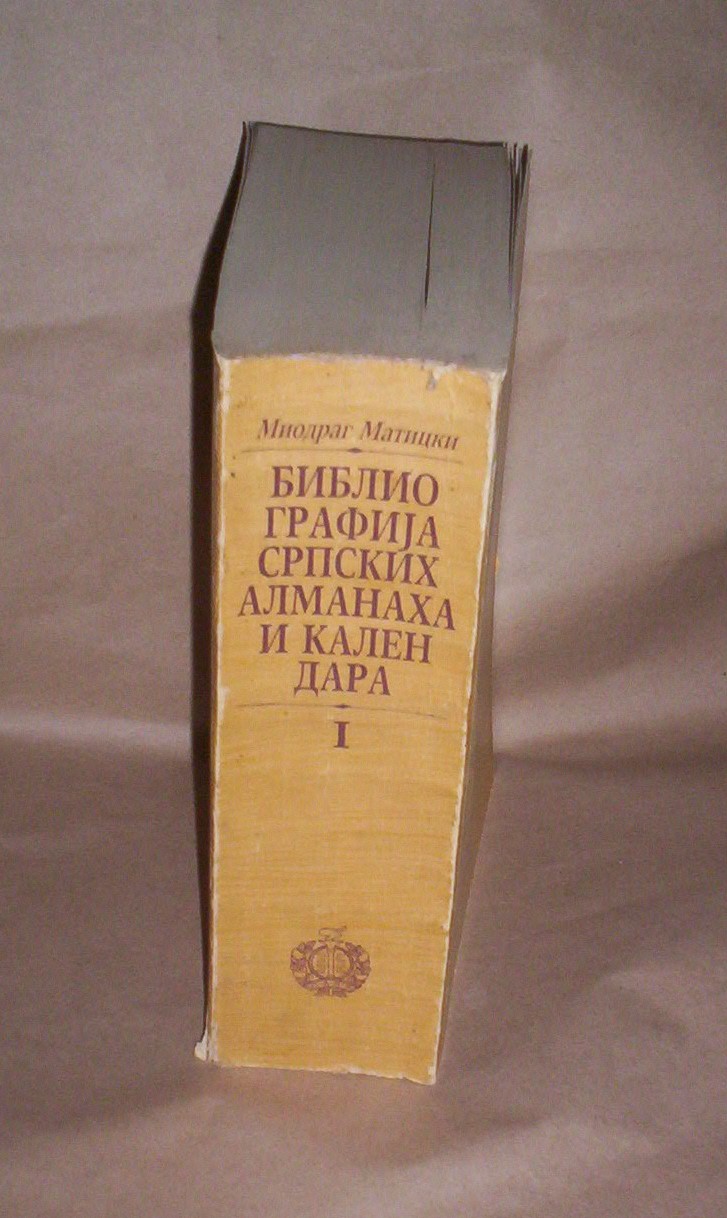 Миодраг Матицки
БИБЛИО
ГРАФИЈА
СРПСКИХ
АЛМАНАХА
И КАЛЕН
ДАРА
I